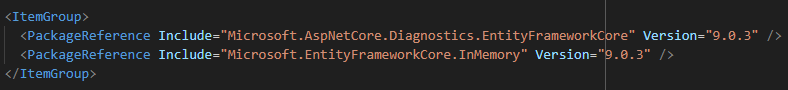 <ItemGroup>
<PackageReference Include="Microsoft.AspNetCore.Diagnostics.EntityFrameworkCore" Version="9.0.3" />
<PackageReference Include="Microsoft.EntityFrameworkCore.InMemory" Version="9.0.3" />
</ItemGroup>